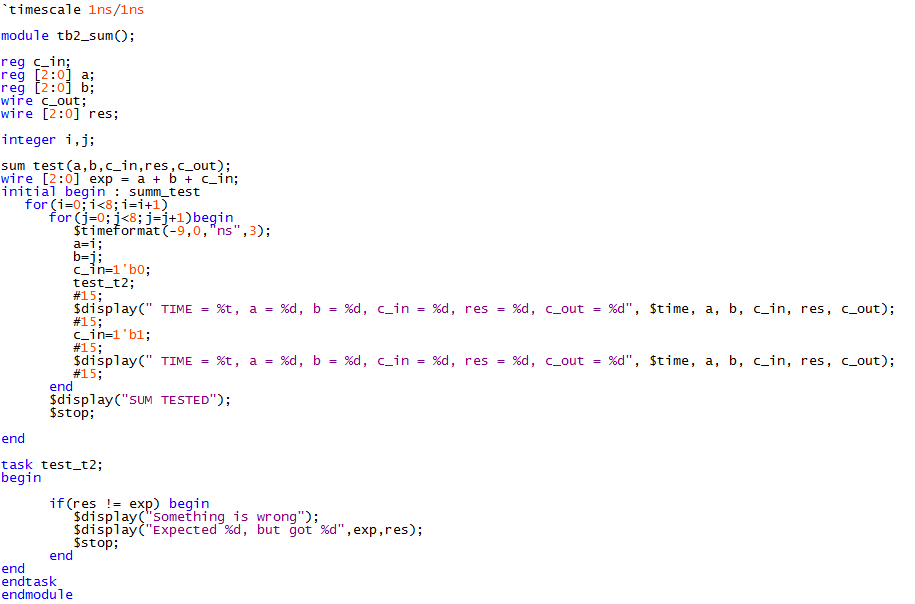 `timescale 1ns/1ns
module tb2_sum();
reg c_in;
reg [2:0] a;
reg [2:0] b;
wire c_out;
wire [2:0] res;
integer i,j;
sum test(a,b,c_in,res,c_out);
wire [2:0] exp = a + b + c_in;
initial begin : summ_test
for(i=0;i<8;i=i+1)
for(j=0;j<8;j=j+1)begin
$timeformat(-9,0,"ns",3);
a=i;
b=j;
c_in=1'b0;
test_t2;
#15;
$display(" TIME = %t, a = %d, b = %d, c_in = %d, res = %d, c_out = %d", $time, a, b, c_in, res, c_out);
#15;
c_in=1'b1;
#15;
$display(" TIME = %t, a = %d, b = %d, c_in = %d, res = %d, c_out = %d", $time, a, b, c_in, res, c_out);
#15;
end
$display("SUM TESTED");
$stop;
end
task test_t2;
begin
if(res != exp) begin
$display("Something is wrong");
$display("Expected %d, but got %d",exp,res);
$stop;
end
end
endtask
endmodule